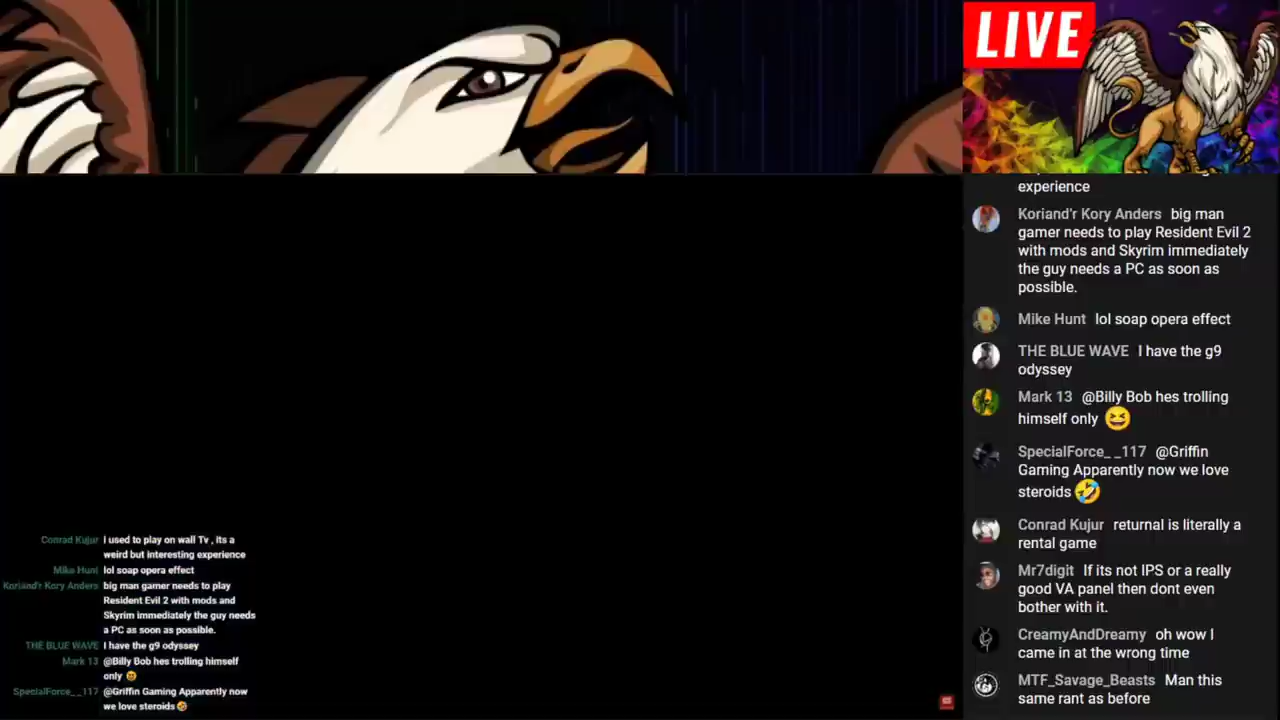 LIVE
experience
Koriand'r Kory Anders big man
gamer needs to play Resident Evil 2
with mods and Skyrim immediately
the guy needs a PC as soon as
possible.
Mike Hunt lol soap opera effect
THE BLUE WAVE I have the g9
odyssey
Mark 13 @Billy Bob hes trolling
himself only
SpecialForce_ _117 @Griffin
Gaming Apparently now we love
steroids
Conrad Kujur returnal is literally a
rental game
Mr7digit If its not IPS or a really
good VA panel then dont even
bother with it.
CreamyAndDreamy oh wow I
came in at the wrong time
MTF_Savage_Beasts Man this
same rant as before
Conrad Kujur I used to play on wall Tv , its a
weird but interesting experience
Mike Hunt lol soap opera effect
Koriand'r Kory Anders big man gamer needs to play
Resident Evil 2 with mods and
Skyrim immediately the guy needs
a PC as soon as possible.
THE BLUE WAVE I have the g9 odyssey
Mark 13 @Billy Bob hes trolling himself
only
SpecialForce_ _117 @Griffin Gaming Apparently now
we love steroids